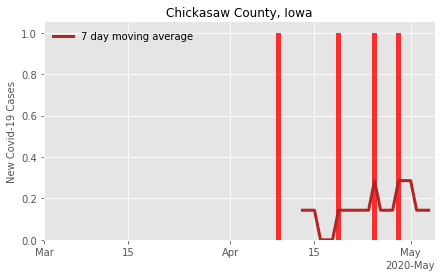 Chickasaw County, Iowa
7 day moving average
New Covid-19 Cases
1.0
0.8
0.6
0.4
0.2
0.0
Mar 15 Apr 15 May
2020-May